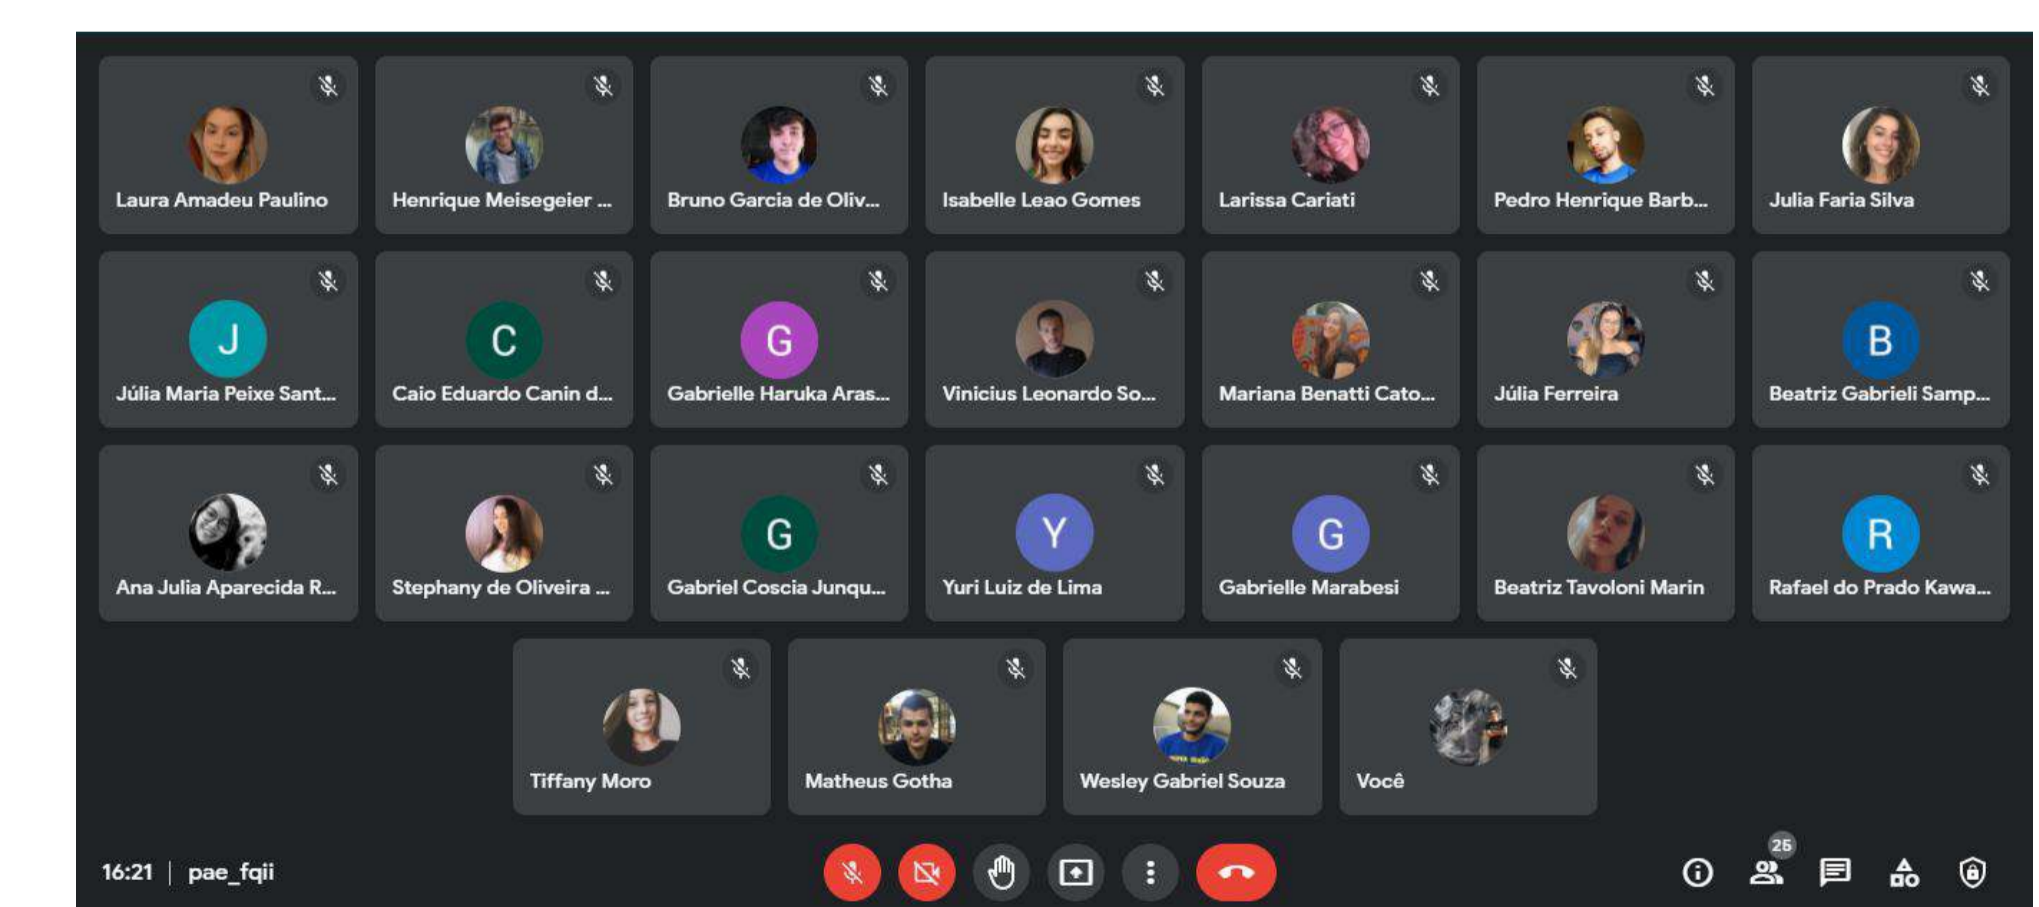 Laura Amadeu Paulino
Henrique Meisegeier ...
Bruno Garcia de Oliv...
Isabelle Leao Gomes
Larissa Cariati
Pedro Henrique Barb...
Julia Faria Silva
J
Júlia Maria Peixe Sant...
C
Caio Eduardo Canin d...
G
Gabrielle Haruka Aras...
Vinicius Leonardo So...
Mariana Benatti Cato...
Júlia Ferreira
B
Beatriz Gabrieli Samp...
Ana Julia Aparecida R...
Stephany de Oliveira ...
G
Gabriel Coscia Junqu...
Y
Yuri Luiz de Lima
G
Gabrielle Marabesi
Beatriz Tavoloni Marin
R
Rafael do Prado Kawa...
Tiffany Moro
Matheus Gotha
Wesley Gabriel Souza
Você
16:21 | pae_fqii
25